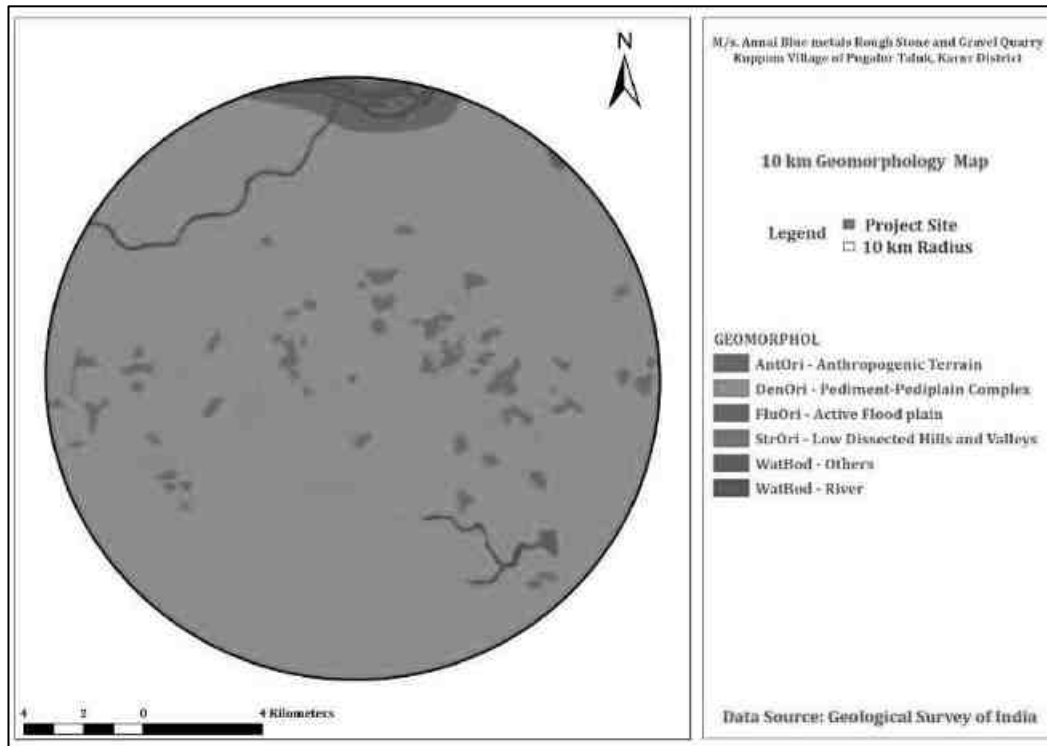 N
M/s. Annai Blue metals Rough Stone and Gravel Quarry
Kuppam Village of Pugalur Taluk, Karur District
10 km Geomorphology Map
Legend
Project Site
10 km Radius
GEOMORPHOL
AntOri - Anthropogenic Terrain
DenOri - Pediment-Pediplain Complex
FluOri - Active Flood plain
StrOri - Low Dissected Hills and Valleys
WatBod - Others
WatBod - River
4 2 0 4 Kilometers
Data Source: Geological Survey of India